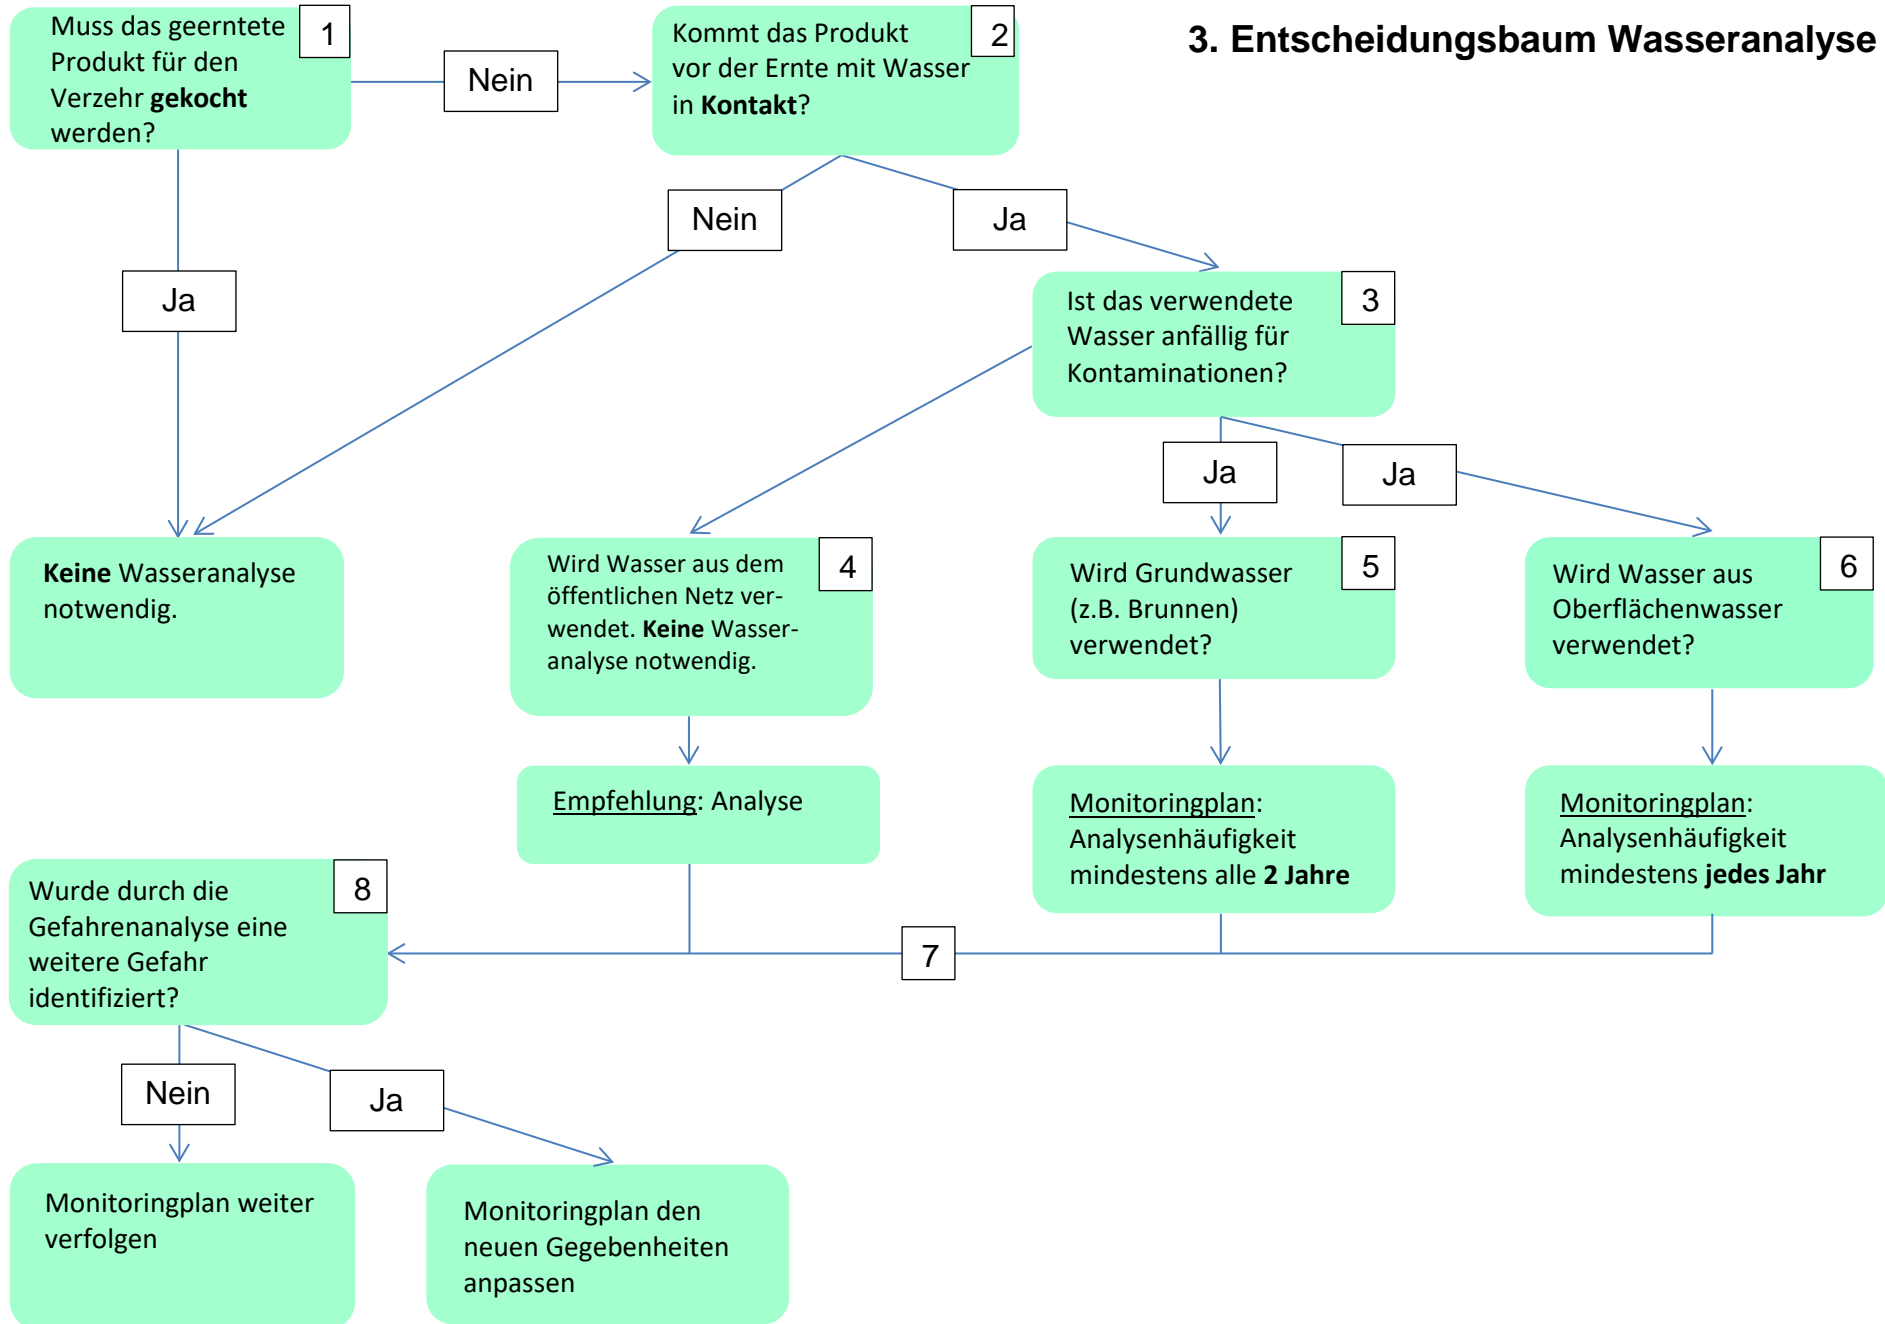 3. Entscheidungsbaum Wasseranalyse
Muss das geerntete
Produkt für den
Verzehr gekocht
werden?
1
Nein
Kommt das Produkt
vor der Ernte mit Wasser
in Kontakt?
2
Ja
Nein
Ja
Ist das verwendete
Wasser anfällig für
Kontaminationen?
3
Ja
Ja
Keine Wasseranalyse
notwendig.
Wird Wasser aus dem
öffentlichen Netz ver-
wendet. Keine Wasser-
analyse notwendig.
4
Wird Grundwasser
(z.B. Brunnen)
verwendet?
5
Wird Wasser aus
Oberflächenwasser
verwendet?
6
Empfehlung: Analyse
Monitoringplan:
Analysenhäufigkeit
mindestens alle 2 Jahre
Monitoringplan:
Analysenhäufigkeit
mindestens jedes Jahr
7
Wurde durch die
Gefahrenanalyse eine
weitere Gefahr
identifiziert?
8
Nein
Ja
Monitoringplan weiter
verfolgen
Monitoringplan den
neuen Gegebenheiten
anpassen